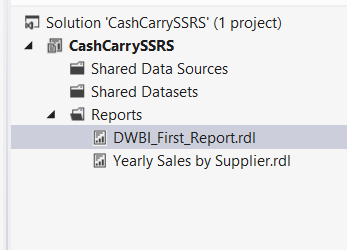 Solution 'CashCarrySSRS' (1 project)
CashCarrySSRS
Shared Data Sources
Shared Datasets
Reports
DWBI_First_Report.rdl
Yearly Sales by Supplier.rdl